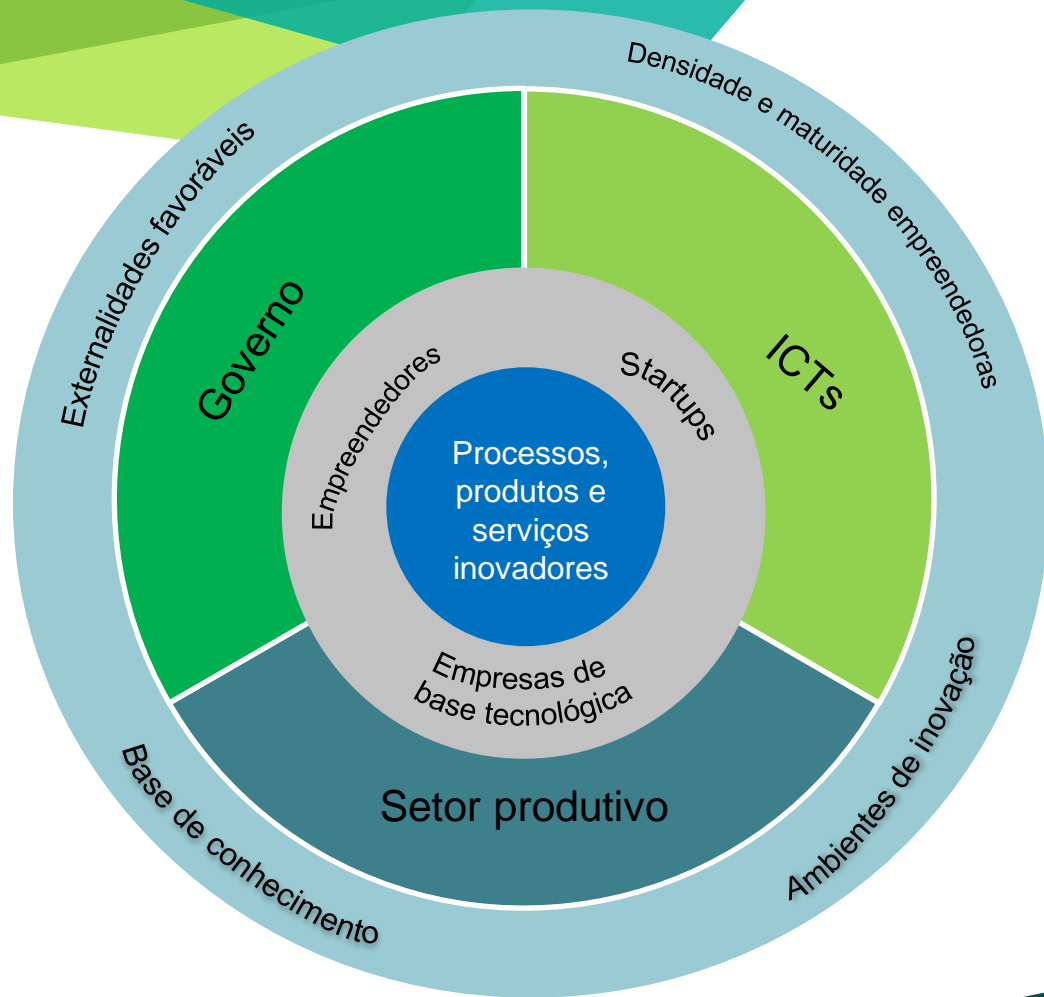 Densidade e maturidade empreendedoras
Externalidades favoráveis
Governo
ICTs
Empreendedores
Startups
Processos,
produtos e
serviços
inovadores
Empresas de
base tecnológica
Setor produtivo
Base de conhecimento
Ambientes de inovação